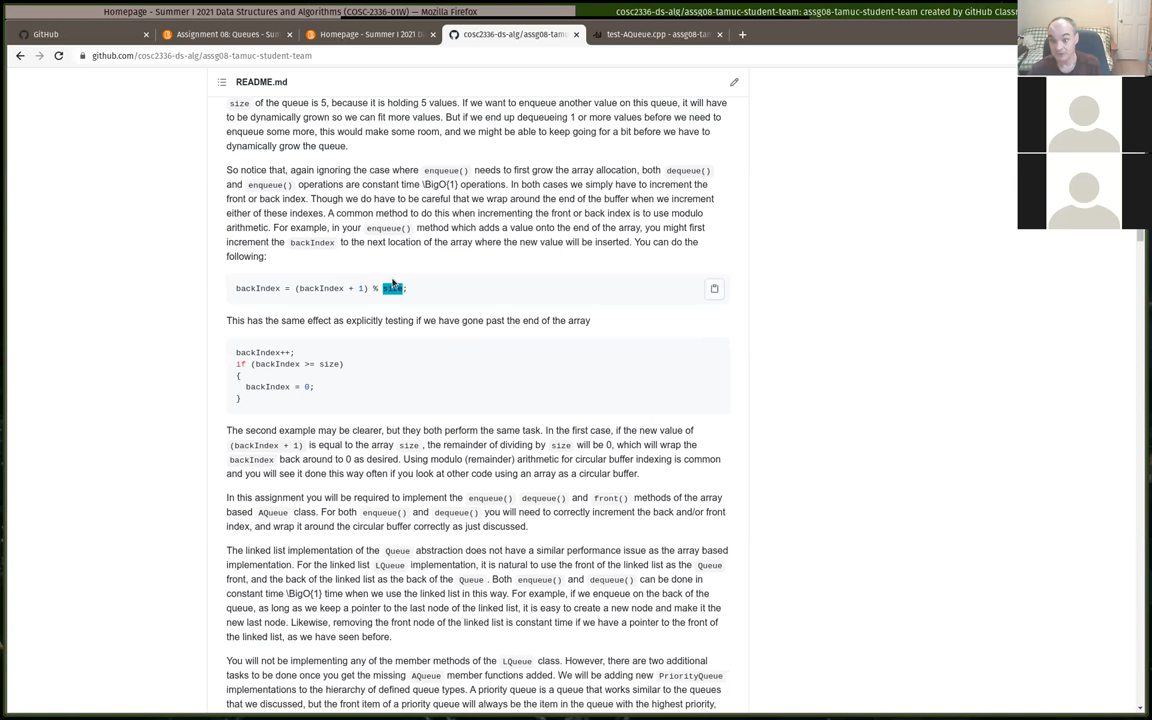 Homepage - Summer I 2021 Data Structures and Algorithms (COSC-2336-01W) — Mozilla Firefox
cosc2336-ds-alg/assg08-tamuc-student-team: assg08-tamuc-student-team created by GitHub Classr
GitHub
Assignment 08: Queues - Sum
Homepage - Summer I 2021 D
cosc2336-ds-alg/assg08-tamu
test-AQueue.cpp - assg08-tam
github.com/cosc2336-ds-alg/assg08-tamuc-student-team
README.md
size of the queue is 5, because it is holding 5 values. If we want to enqueue another value on this queue, it will have
to be dynamically grown so we can fit more values. But if we end up dequeueing 1 or more values before we need to
enqueue some more, this would make some room, and we might be able to keep going for a bit before we have to
dynamically grow the queue.
So notice that, again ignoring the case where enqueue() needs to first grow the array allocation, both dequeue()
and enqueue() operations are constant time \BigO{1} operations. In both cases we simply have to increment the
front or back index. Though we do have to be careful that we wrap around the end of the buffer when we increment
either of these indexes. A common method to do this when incrementing the front or back index is to use modulo
arithmetic. For example, in your enqueue() method which adds a value onto the end of the array, you might first
increment the backIndex to the next location of the array where the new value will be inserted. You can do the
following:
backIndex = (backIndex + 1) % size;
This has the same effect as explicitly testing if we have gone past the end of the array
backIndex++;
if (backIndex >= size)
{
backIndex = 0;
}
The second example may be clearer, but they both perform the same task. In the first case, if the new value of
(backIndex + 1) is equal to the array size, the remainder of dividing by size will be 0, which will wrap the
backIndex back around to 0 as desired. Using modulo (remainder) arithmetic for circular buffer indexing is common
and you will see it done this way often if you look at other code using an array as a circular buffer.
In this assignment you will be required to implement the enqueue() dequeue() and front() methods of the array
based AQueue class. For both enqueue() and dequeue() you will need to correctly increment the back and/or front
index, and wrap it around the circular buffer correctly as just discussed.
The linked list implementation of the Queue abstraction does not have a similar performance issue as the array based
implementation. For the linked list LQueue implementation, it is natural to use the front of the linked list as the Queue
front, and the back of the linked list as the back of the Queue. Both enqueue() and dequeue() can be done in
constant time \BigO{1} time when we use the linked list in this way. For example, if we enqueue on the back of the
queue, as long as we keep a pointer to the last node of the linked list, it is easy to create a new node and make it the
new last node. Likewise, removing the front node of the linked list is constant time if we have a pointer to the front of
the linked list, as we have seen before.
You will not be implementing any of the member methods of the LQueue class. However, there are two additional
tasks to be done once you get the missing AQueue member functions added. We will be adding new PriorityQueue
implementations to the hierarchy of defined queue types. A priority queue is a queue that works similar to the queues
that we discussed, but the front item of a priority queue will always be the item in the queue with the highest priority,